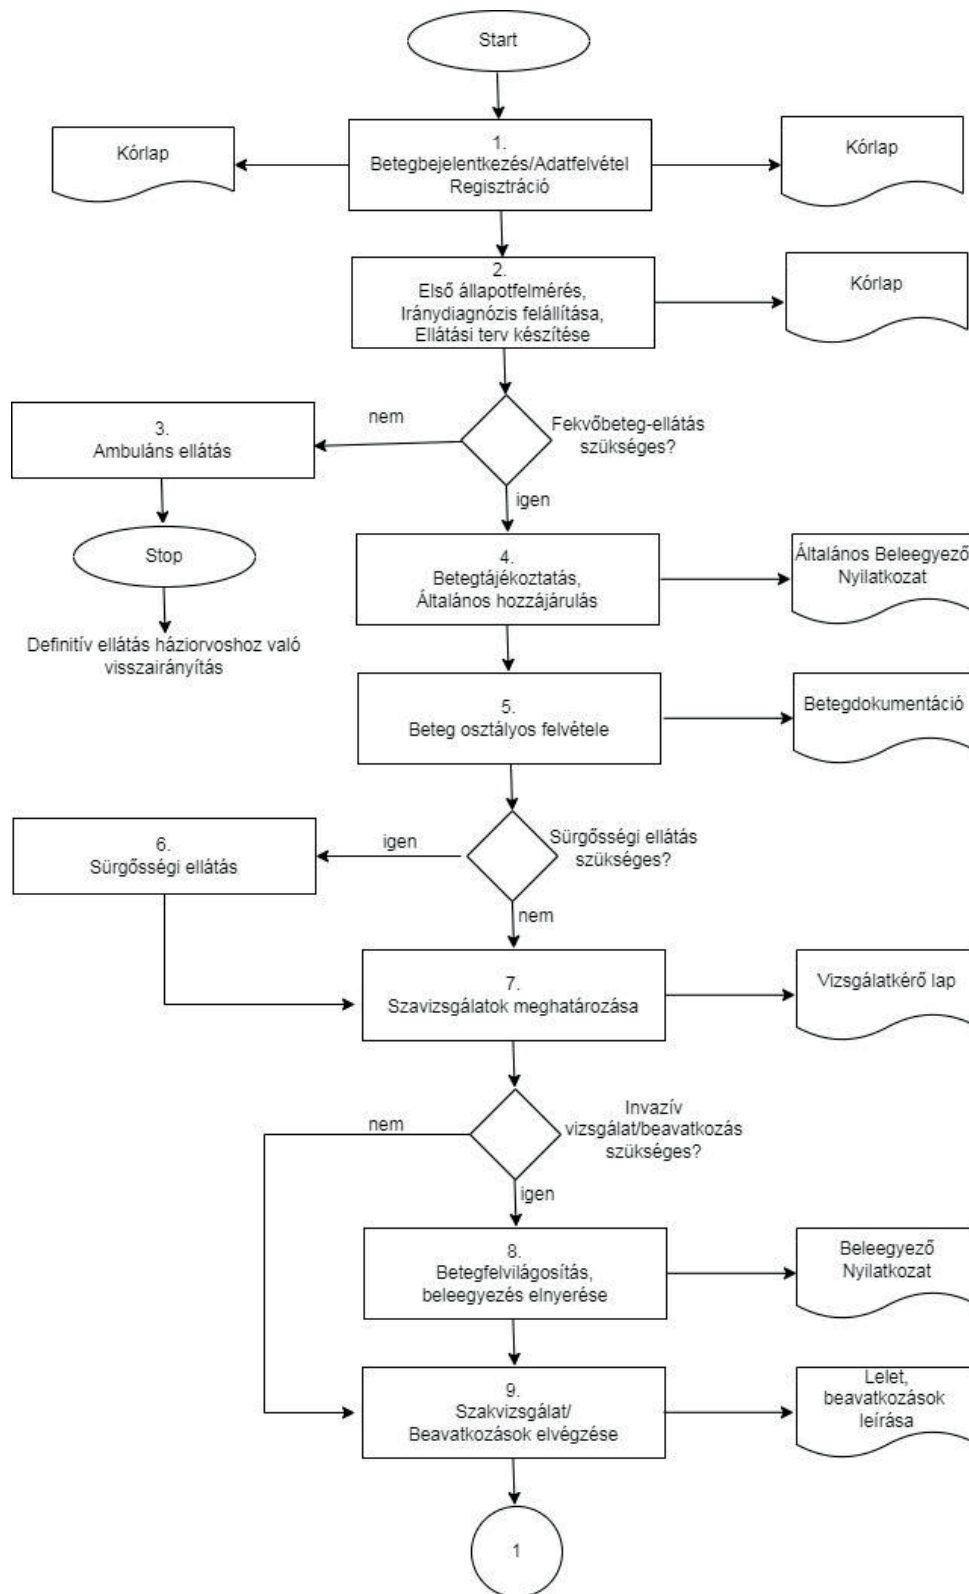 Start
Kórlap
1.
Betegbejelentkezés/Adatfelvétel
Regisztráció
Kórlap
2.
Első állapotfelmérés,
Iránydiagnózis felállítása,
Ellátási terv készítése
Kórlap
nem
Fekvőbeteg-ellátás
szükséges?
3.
Ambuláns ellátás
igen
Stop
4.
Betegtájékoztatás,
Általános hozzájárulás
Általános Beleegyező
Nyilatkozat
Definitív ellátás háziorvoshoz való
visszairányítás
5.
Beteg osztályos felvétele
Betegdokumentáció
igen
Sürgősségi ellátás
szükséges?
6.
Sürgősségi ellátás
nem
7.
Szavizsgálatok meghatározása
Vizsgálatkérő lap
nem
Invazív
vizsgálat/beavatkozás
szükséges?
igen
8.
Betegfelvilágosítás,
beleegyezés elnyerése
Beleegyező
Nyilatkozat
9.
Szakvizsgálat/
Beavatkozások elvégzése
Lelet,
beavatkozások
leírása
1